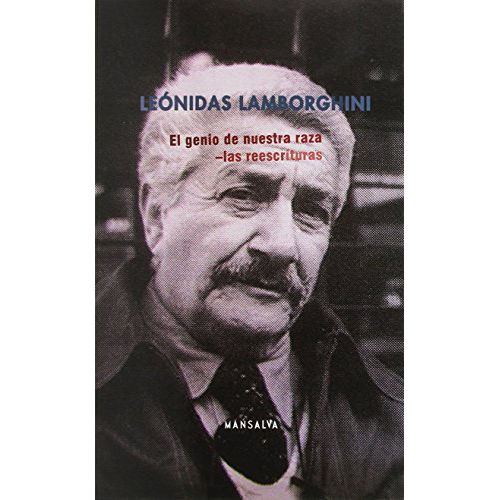 LEÓNIDAS LAMBORGHINI
El genio de nuestra raza
–las reescrituras
MANSALVA